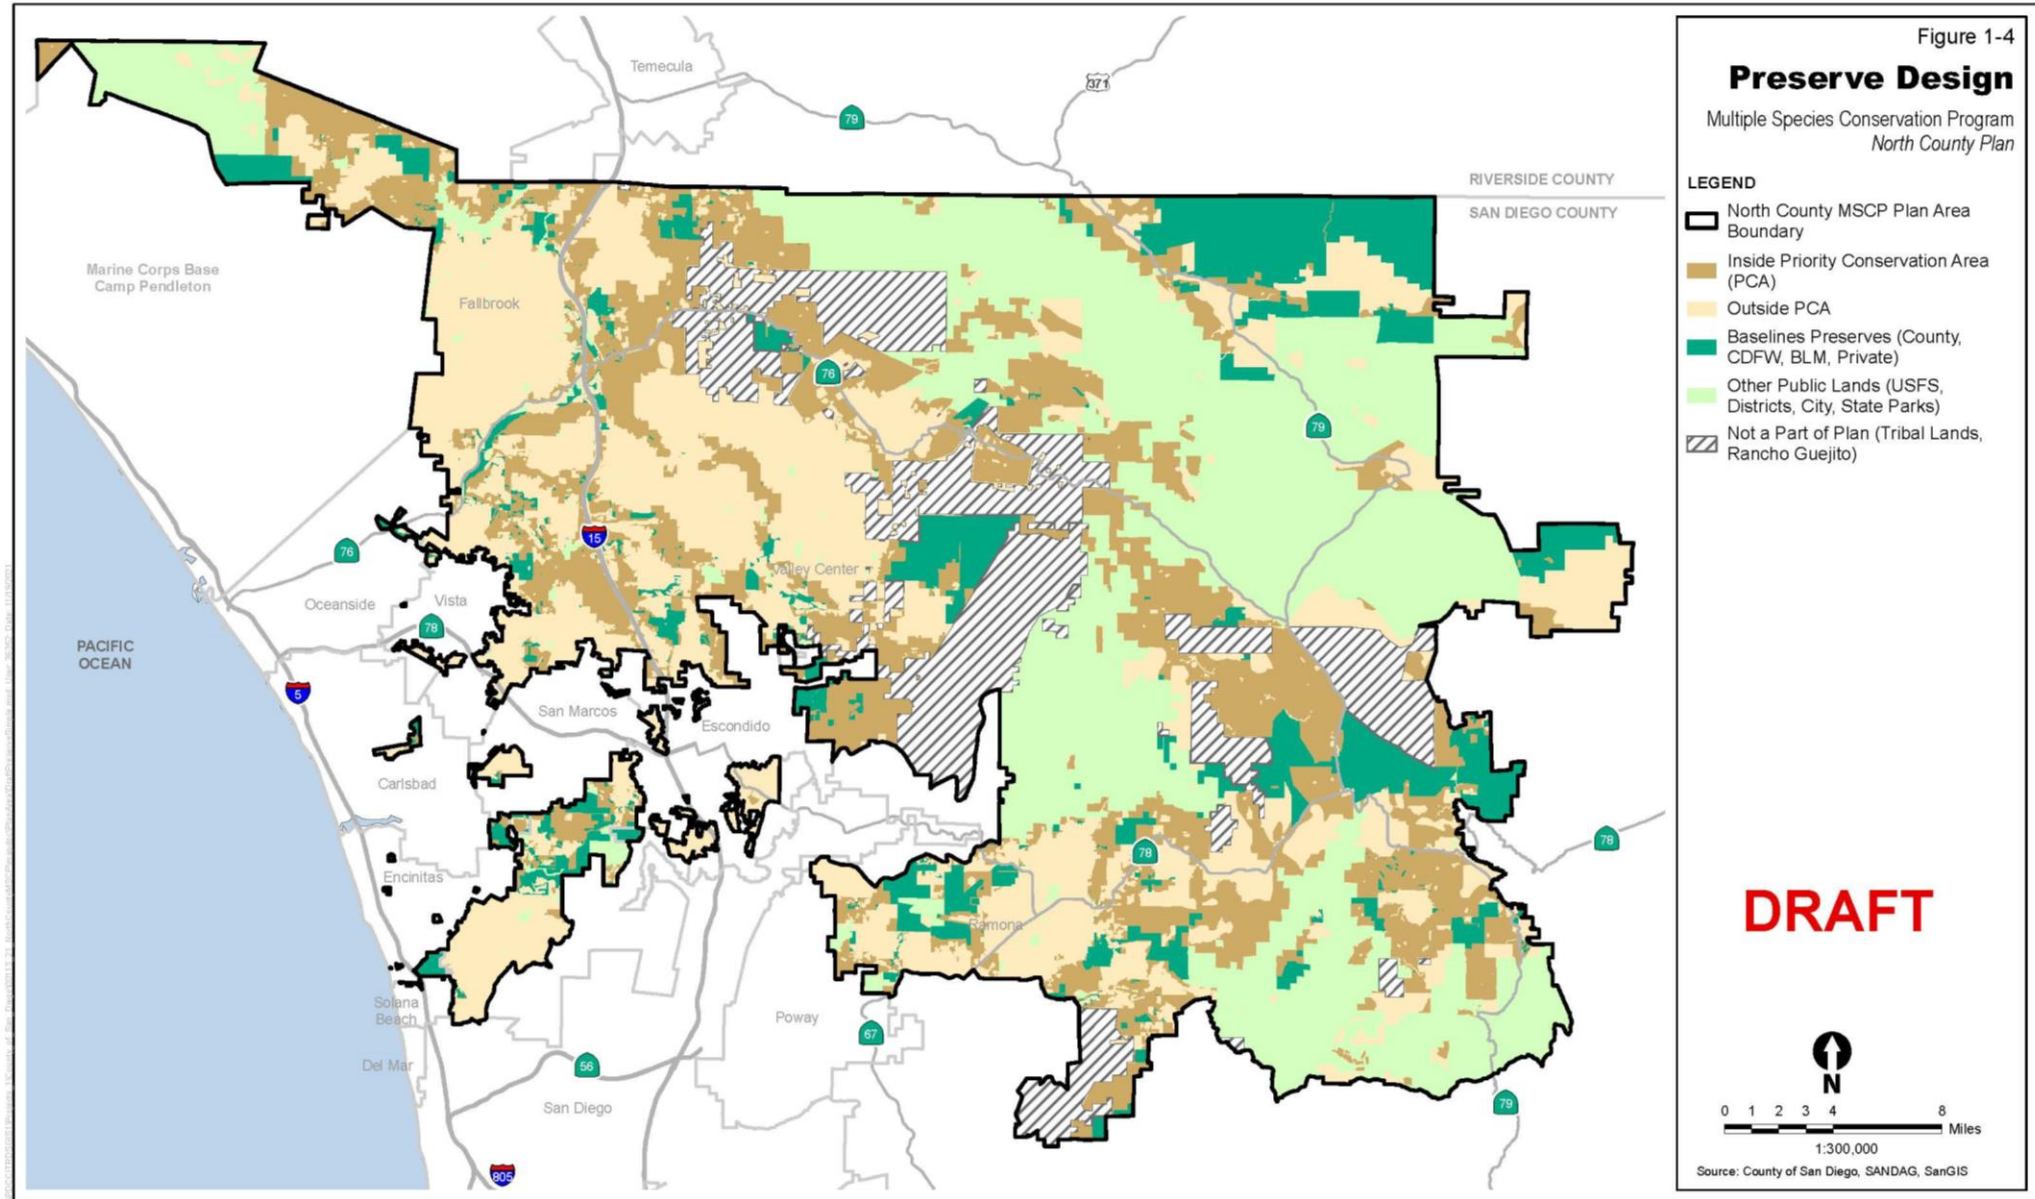 Figure 1-4
Preserve Design
Multiple Species Conservation Program
North County Plan
LEGEND
North County MSCP Plan Area
Boundary
Inside Priority Conservation Area
(PCA)
Outside PCA
Baselines Preserves (County,
CDFW, BLM, Private)
Other Public Lands (USFS,
Districts, City, State Parks)
Not a Part of Plan (Tribal Lands,
Rancho Guejito)
DRAFT
N
0 1 2 3 4 8
Miles
1:300,000
Source: County of San Diego, SANDAG, SanGIS
Temecula
371
79
RIVERSIDE COUNTY
SAN DIEGO COUNTY
Marine Corps Base
Camp Pendleton
Fallbrook
76
79
15
76
Valley Center
Oceanside
Vista
78
PACIFIC
OCEAN
5
San Marcos
Escondido
Carlsbad
78
78
Encinitas
Ramona
Solana
Beach
Poway
67
Del Mar
56
San Diego
79
805